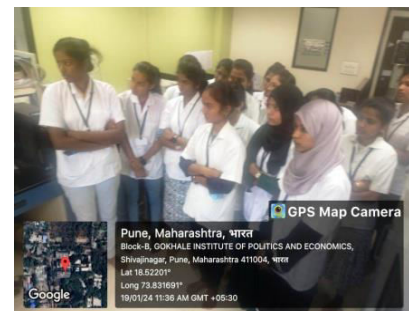 GPS Map Camera
Pune, Maharashtra, भारत
Block-B, GOKHALE INSTITUTE OF POLITICS AND ECONOMICS,
Shivajinagar, Pune, Maharashtra 411004, भारत
Lat 18.52201°
Long 73.831691°
19/01/24 11:36 AM GMT +05:30
Google